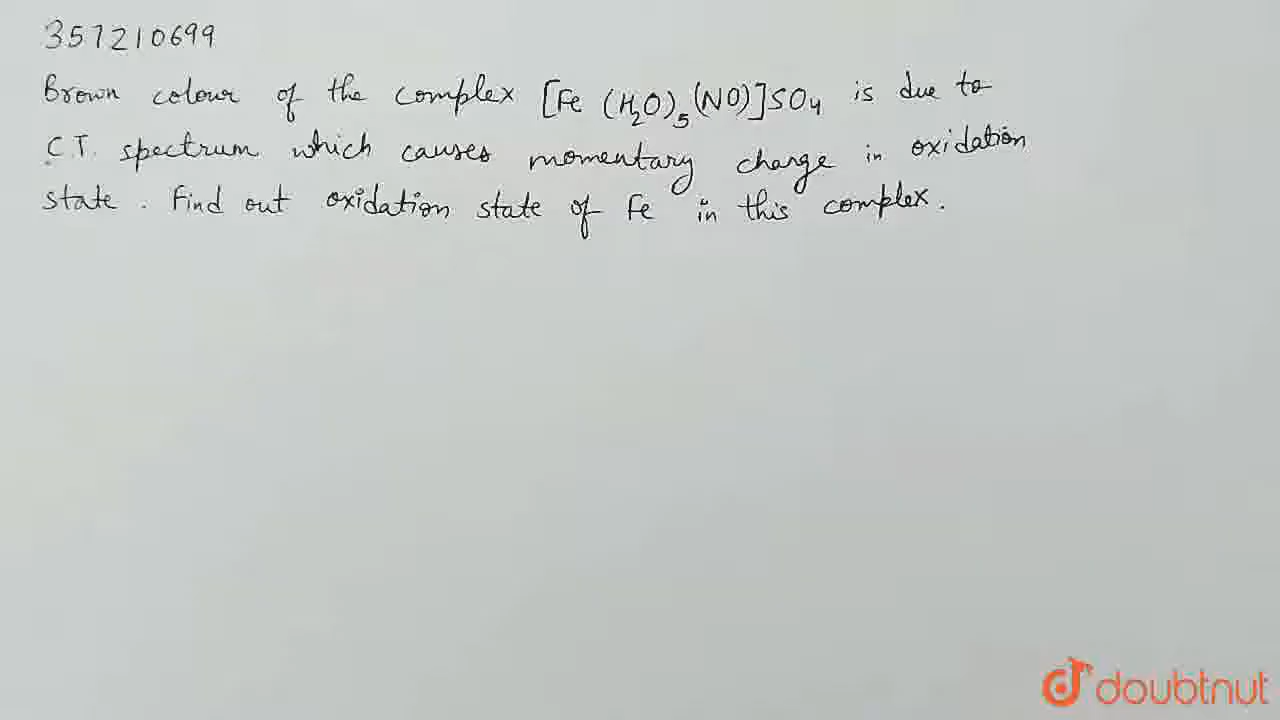 357210699
Brown colour of the complex [Fe (H₂O)₅ (NO)]SO₄ is due to
C.T. spectrum which causes momentary change in oxidation
state. Find out oxidation state of Fe in this complex.
doubtnut